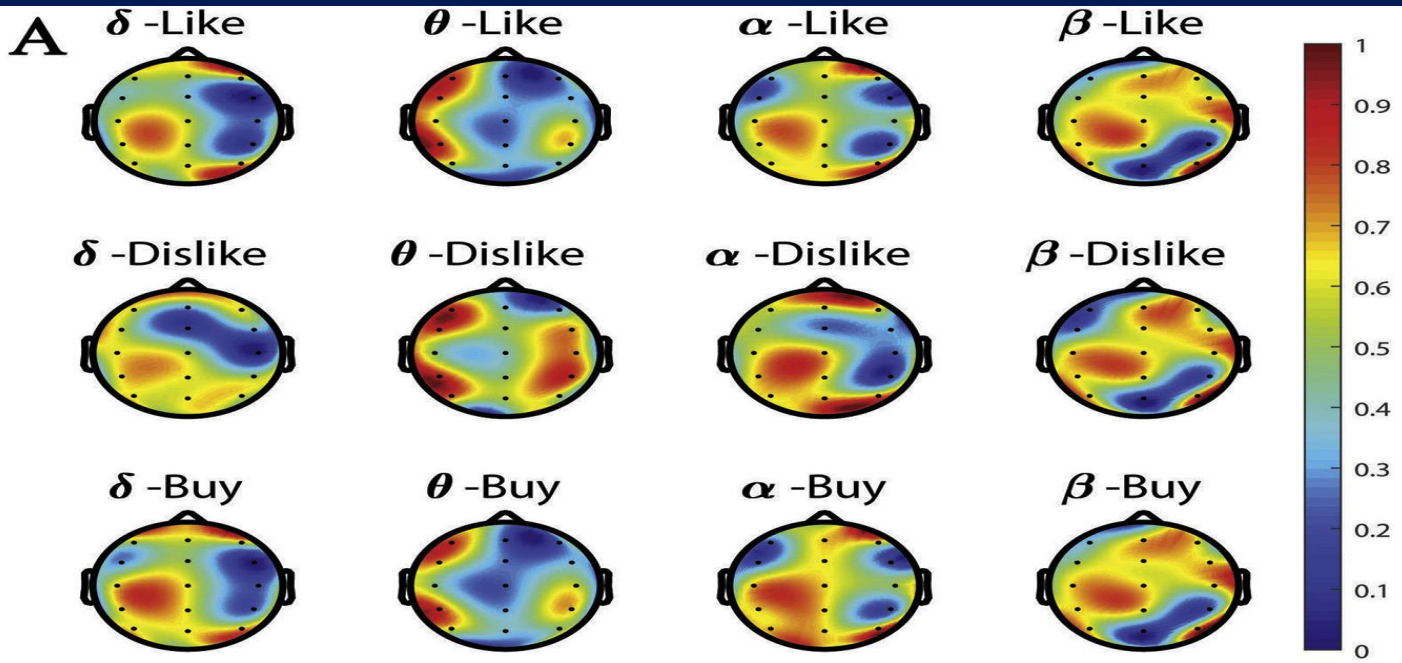 A
δ -Like θ -Like α -Like β -Like
δ -Dislike θ -Dislike α -Dislike β -Dislike
δ -Buy θ -Buy α -Buy β -Buy
1
0.9
0.8
0.7
0.6
0.5
0.4
0.3
0.2
0.1
0